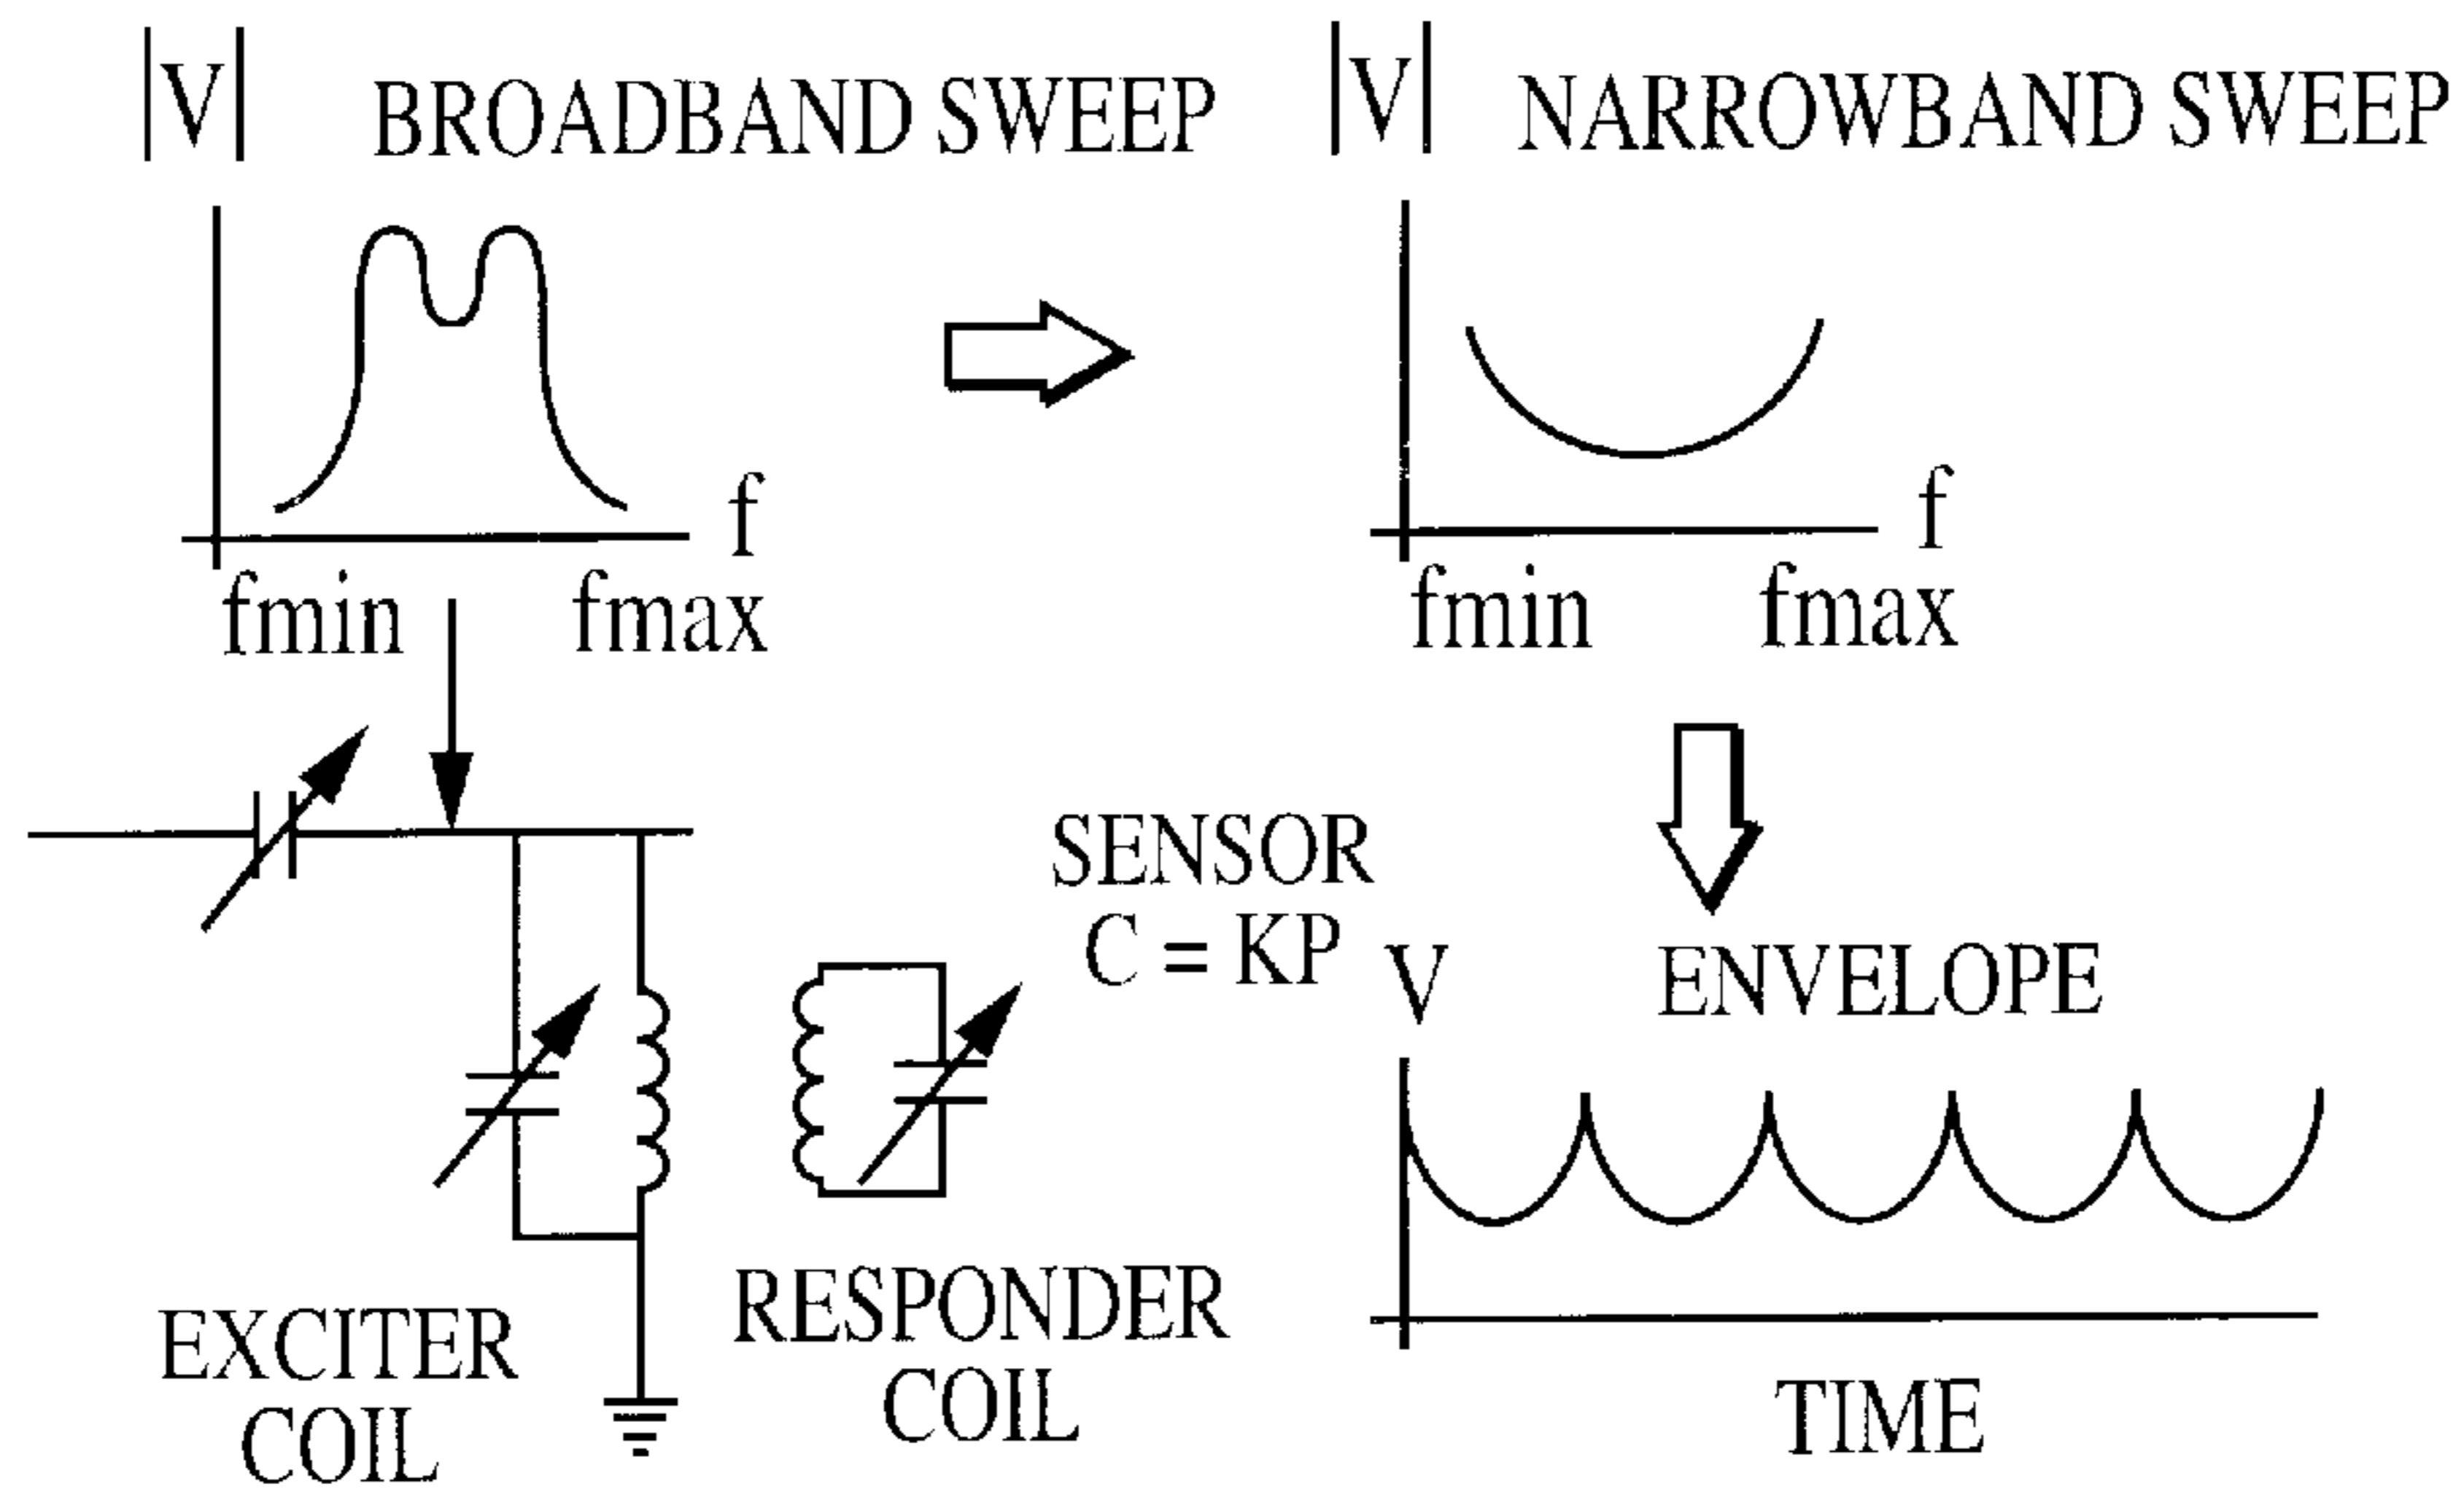 |V| BROADBAND SWEEP
f
fmin fmax
|V| NARROWBAND SWEEP
f
fmin fmax
SENSOR
C = KP
EXCITER
COIL
RESPONDER
COIL
V ENVELOPE
TIME